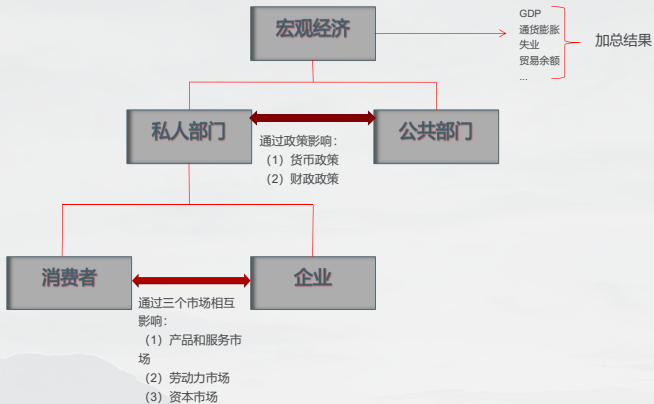 宏观经济
GDP
通货膨胀
失业
贸易余额
...
加总结果
私人部门
公共部门
通过政策影响：
（1）货币政策
（2）财政政策
消费者
企业
通过三个市场相互
影响：
（1）产品和服务市
场
（2）劳动力市场
（3）资本市场